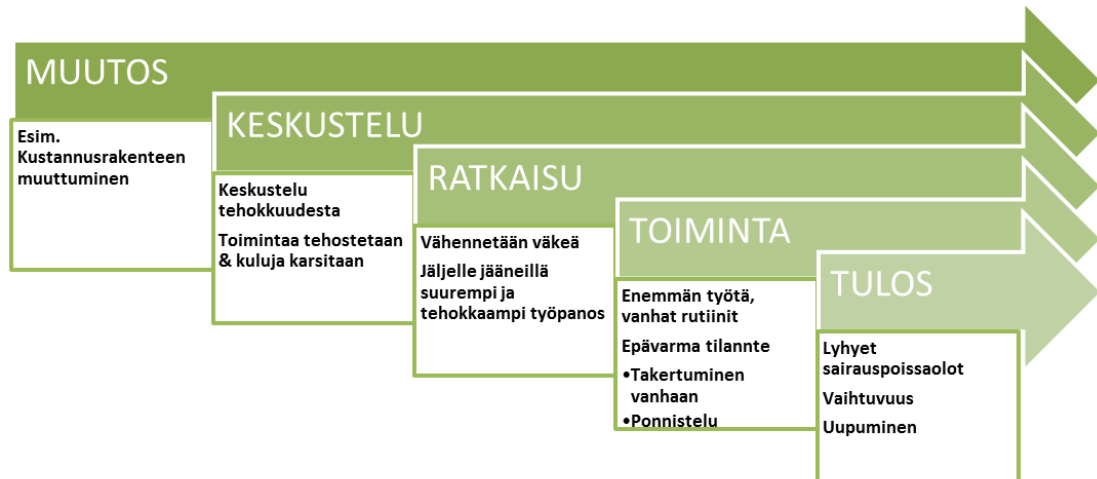 MUUTOS
Esim.
Kustannusrakenteen
muuttuminen
KESKUSTELU
Keskustelu
tehokkuudesta
Toimintaa tehostetaan
& kuluja karsitaan
RATKAISU
Vähennetään väkeä
Jäljelle jääneillä
suurempi ja
tehokkaampi työpanos
TOIMINTA
Enemmän työtä,
vanhat rutiinit
Epävarma tilannte
•Takertuminen
vanhaan
•Ponnistelu
TULOS
Lyhyet
sairauspoissaolot
Vaihtuvuus
Uupuminen